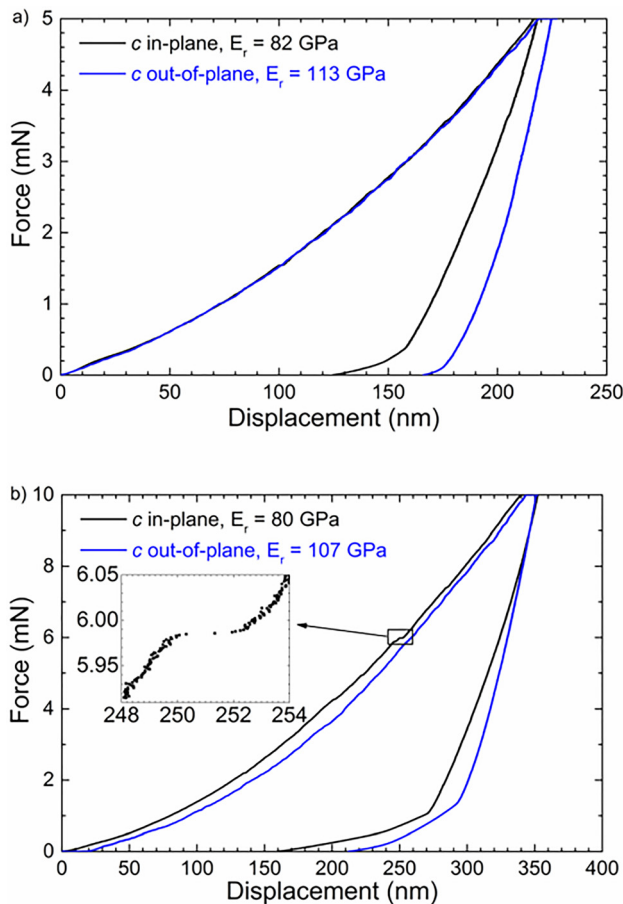 a)
5
4
3
2
1
0
Force (mN)
c in-plane, Er = 82 GPa
c out-of-plane, Er = 113 GPa
0 50 100 150 200 250
Displacement (nm)
b)
10
8
6
4
2
0
Force (mN)
c in-plane, Er = 80 GPa
c out-of-plane, Er = 107 GPa
6.05
6.00
5.95
248 250 252 254
0 50 100 150 200 250 300 350 400
Displacement (nm)